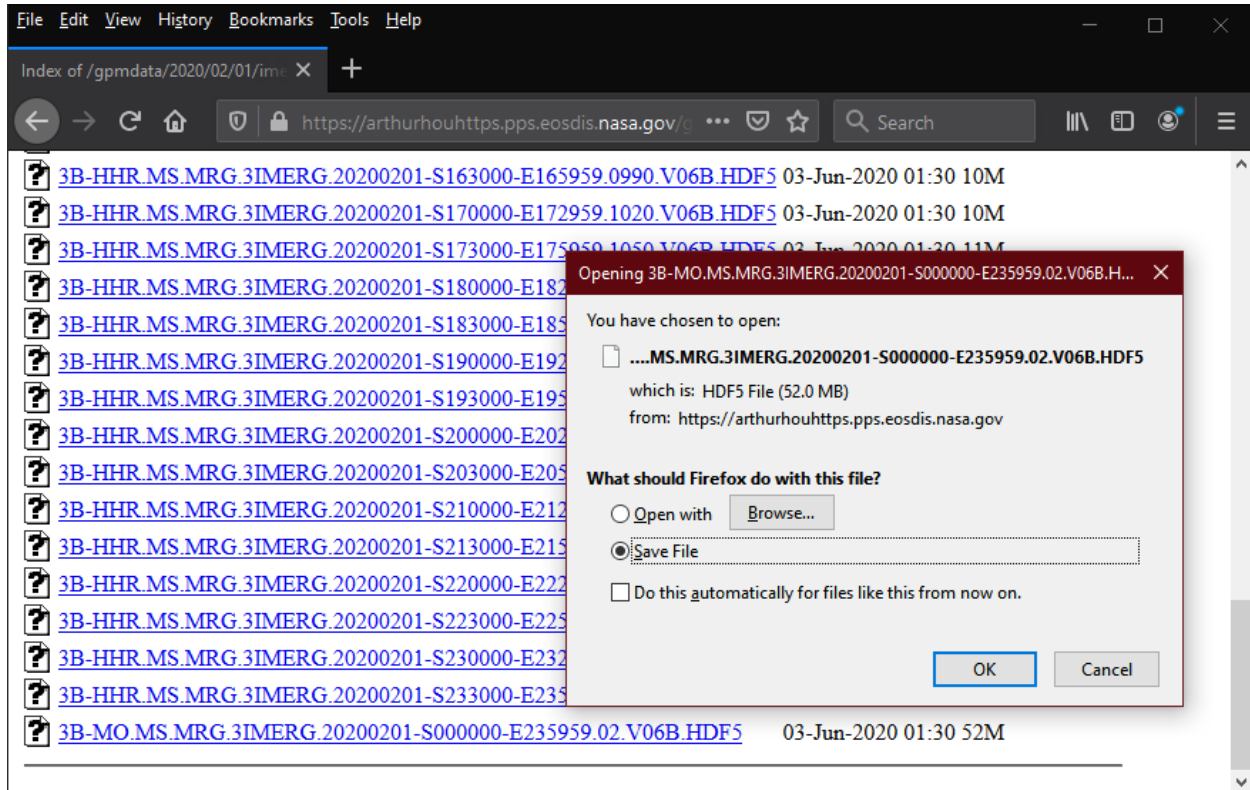 File Edit View History Bookmarks Tools Help
Index of /gpmdata/2020/02/01/ime
https://arthurhouhttps.pps.eosdis.nasa.gov/g ••• Search
3B-HHR.MS.MRG.3IMERG.20200201-S163000-E165959.0990.V06B.HDF5 03-Jun-2020 01:30 10M
3B-HHR.MS.MRG.3IMERG.20200201-S170000-E172959.1020.V06B.HDF5 03-Jun-2020 01:30 10M
3B-HHR.MS.MRG.3IMERG.20200201-S173000-E175959.1050.V06B.HDF5 03-Jun-2020 01:30 11M
3B-HHR.MS.MRG.3IMERG.20200201-S180000-E182
3B-HHR.MS.MRG.3IMERG.20200201-S183000-E185
3B-HHR.MS.MRG.3IMERG.20200201-S190000-E192
3B-HHR.MS.MRG.3IMERG.20200201-S193000-E195
3B-HHR.MS.MRG.3IMERG.20200201-S200000-E202
3B-HHR.MS.MRG.3IMERG.20200201-S203000-E205
3B-HHR.MS.MRG.3IMERG.20200201-S210000-E212
3B-HHR.MS.MRG.3IMERG.20200201-S213000-E215
3B-HHR.MS.MRG.3IMERG.20200201-S220000-E222
3B-HHR.MS.MRG.3IMERG.20200201-S223000-E225
3B-HHR.MS.MRG.3IMERG.20200201-S230000-E232
3B-HHR.MS.MRG.3IMERG.20200201-S233000-E235
3B-MO.MS.MRG.3IMERG.20200201-S000000-E235959.02.V06B.HDF5 03-Jun-2020 01:30 52M
Opening 3B-MO.MS.MRG.3IMERG.20200201-S000000-E235959.02.V06B.H...
You have chosen to open:
....MS.MRG.3IMERG.20200201-S000000-E235959.02.V06B.HDF5
which is: HDF5 File (52.0 MB)
from: https://arthurhouhttps.pps.eosdis.nasa.gov
What should Firefox do with this file?
Open with Browse...
Save File
Do this automatically for files like this from now on.
OK Cancel